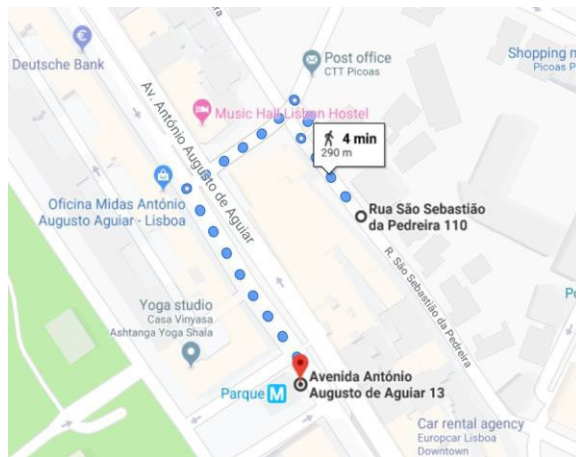 Deutsche Bank
Post office
CTT Picoas
Shopping m
Picoas P
Music Hall Lisbon Hostel
Av. António Augusto de Aguiar
4 min
290 m
Oficina Midas António
Augusto Aguiar - Lisboa
Rua São Sebastião
da Pedreira 110
R. São Sebastião da Pedreira
Yoga studio
Casa Vinyasa
Ashtanga Yoga Shala
Po
Parque M
Avenida António
Augusto de Aguiar 13
Car rental agency
Europcar Lisboa
Downtown